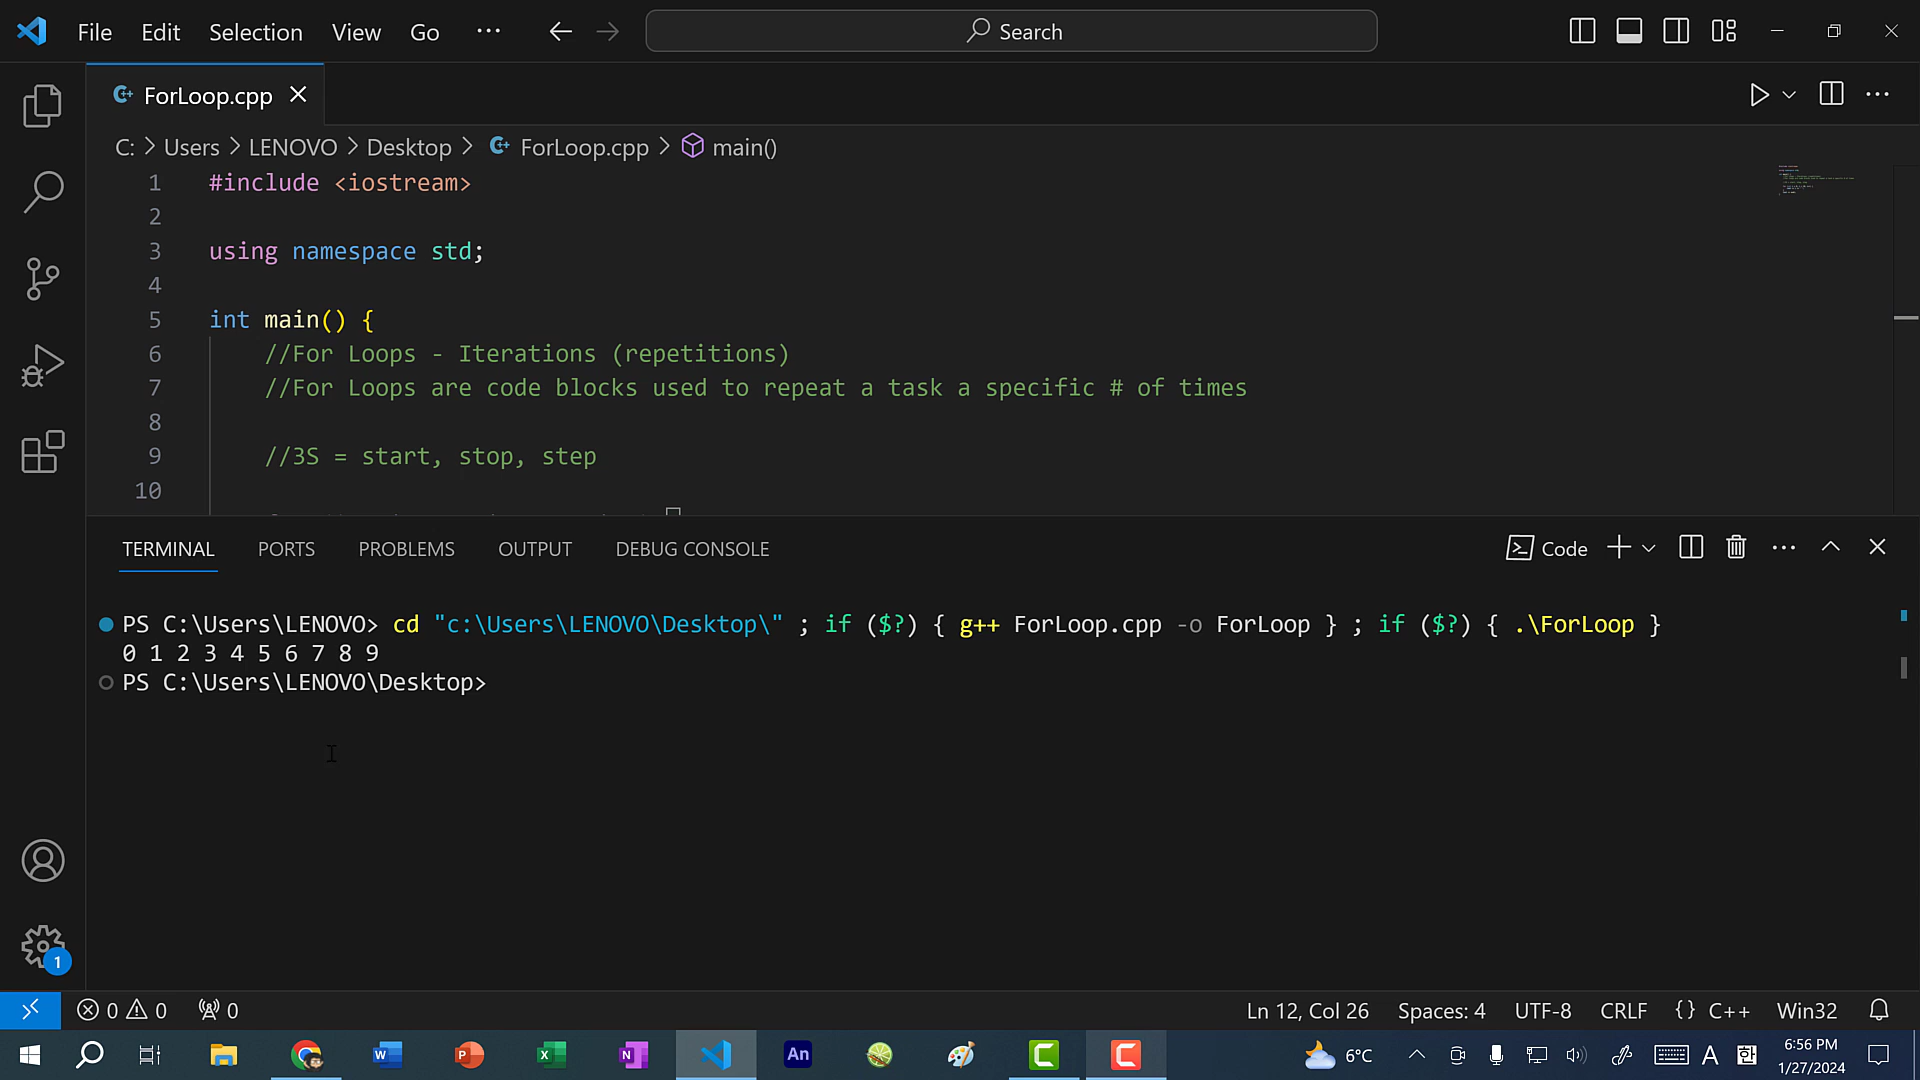 File Edit Selection View Go ··· Search
ForLoop.cpp
C: > Users > LENOVO > Desktop > ForLoop.cpp > main()
1 #include <iostream>
2
3 using namespace std;
4
5 int main() {
6 //For Loops - Iterations (repetitions)
7 //For Loops are code blocks used to repeat a task a specific # of times
8
9 //3S = start, stop, step
10
TERMINAL PORTS PROBLEMS OUTPUT DEBUG CONSOLE Code
PS C:\Users\LENOVO> cd "c:\Users\LENOVO\Desktop\" ; if ($?) { g++ ForLoop.cpp -o ForLoop } ; if ($?) { .\ForLoop }
0 1 2 3 4 5 6 7 8 9
PS C:\Users\LENOVO\Desktop>
1
0 0 0 Ln 12, Col 26 Spaces: 4 UTF-8 CRLF {} C++ Win32
W P X N An C C 6°C A 한 6:56 PM
1/27/2024